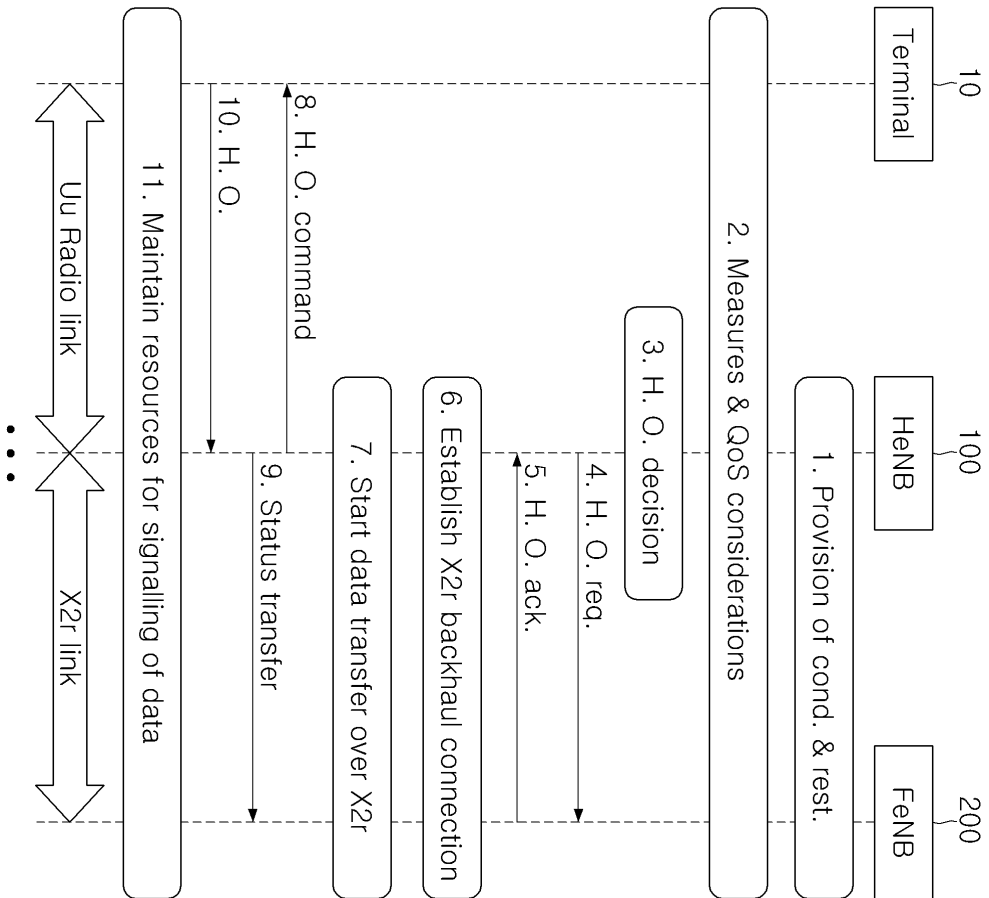 10
100
200
Terminal
HeNB
FeNB
1. Provision of cond. & rest.
2. Measures & QoS considerations
3. H. O. decision
4. H. O. req.
5. H. O. ack.
6. Establish X2r backhaul connection
7. Start data transfer over X2r
8. H. O. command
9. Status transfer
10. H. O.
11. Maintain resources for signalling of data
Uu Radio link
X2r link